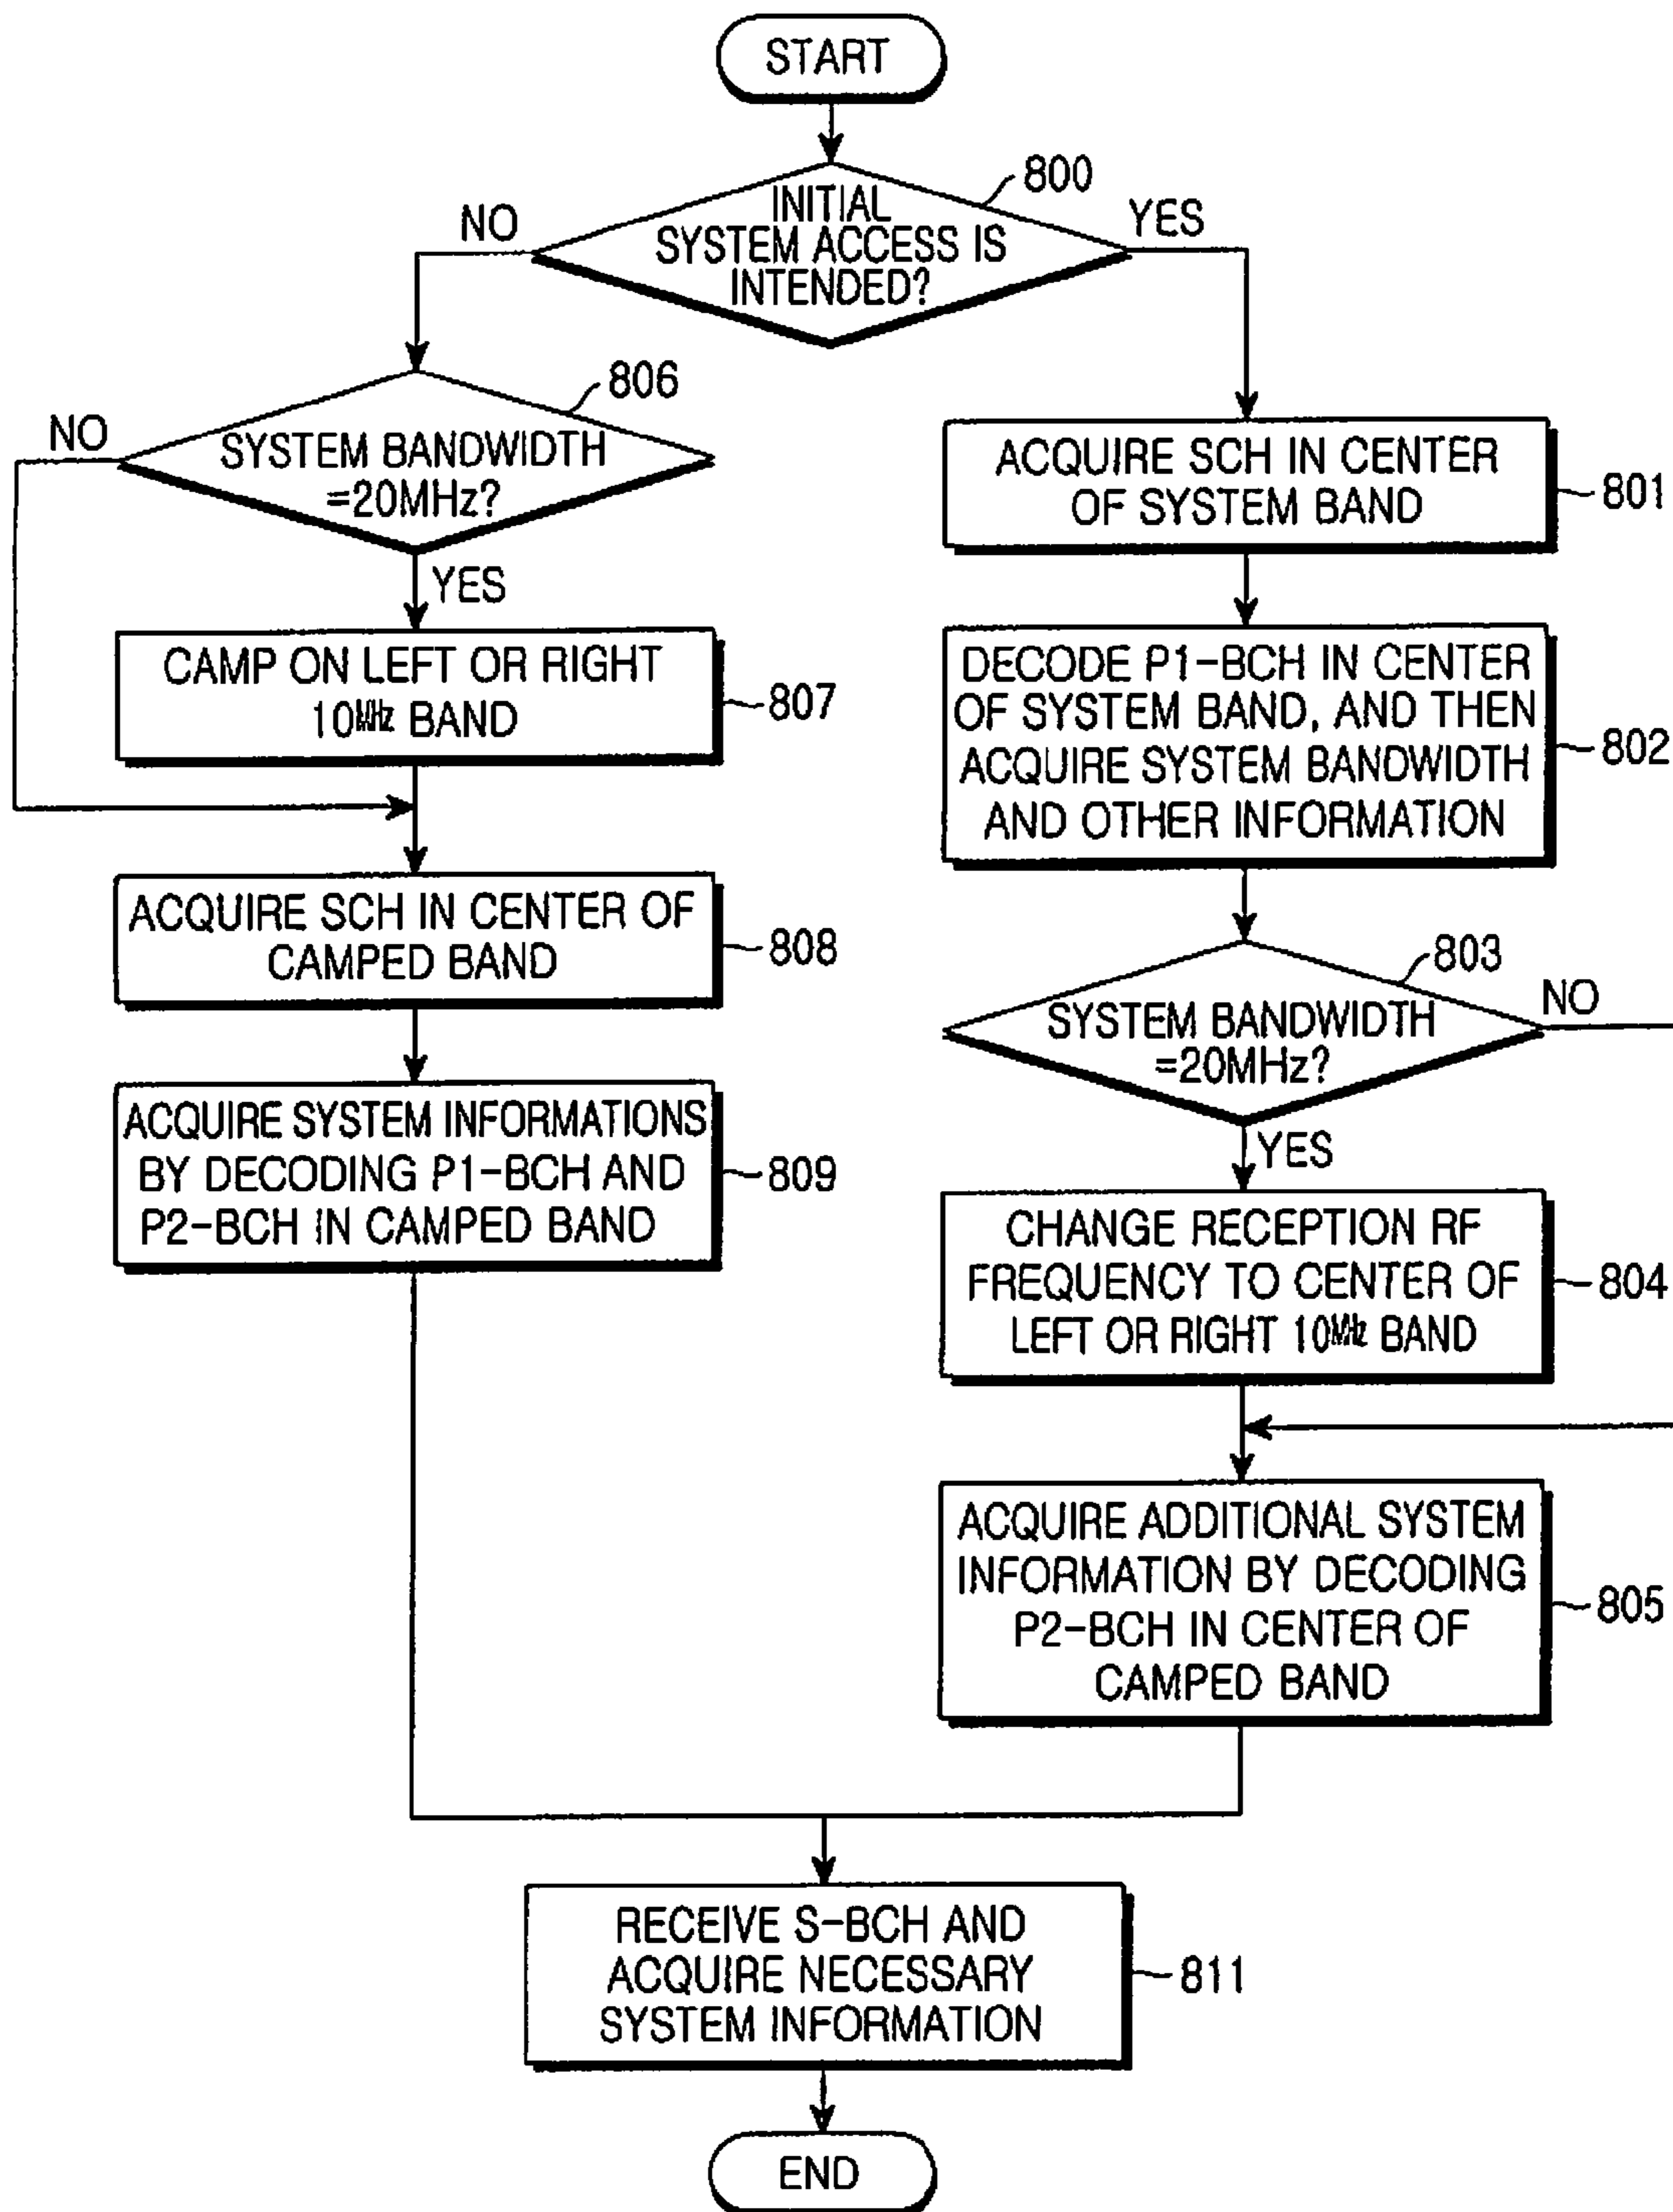 START
800
INITIAL
SYSTEM ACCESS IS
INTENDED?
NO
YES
806
NO
SYSTEM BANDWIDTH
=20MHz?
YES
CAMP ON LEFT OR RIGHT
10MHz BAND
807
ACQUIRE SCH IN CENTER OF
CAMPED BAND
808
ACQUIRE SYSTEM INFORMATIONS
BY DECODING P1-BCH AND
P2-BCH IN CAMPED BAND
809
ACQUIRE SCH IN CENTER
OF SYSTEM BAND
801
DECODE P1-BCH IN CENTER
OF SYSTEM BAND, AND THEN
ACQUIRE SYSTEM BANDWIDTH
AND OTHER INFORMATION
802
803
NO
SYSTEM BANDWIDTH
=20MHz?
YES
CHANGE RECEPTION RF
FREQUENCY TO CENTER OF
LEFT OR RIGHT 10MHz BAND
804
ACQUIRE ADDITIONAL SYSTEM
INFORMATION BY DECODING
P2-BCH IN CENTER OF
CAMPED BAND
805
RECEIVE S-BCH AND
ACQUIRE NECESSARY
SYSTEM INFORMATION
811
END